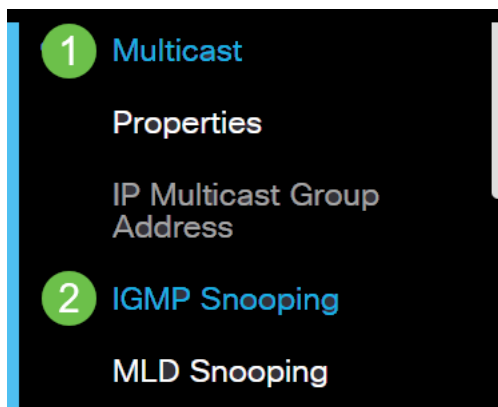 1 Multicast
Properties
IP Multicast Group
Address
2 IGMP Snooping
MLD Snooping